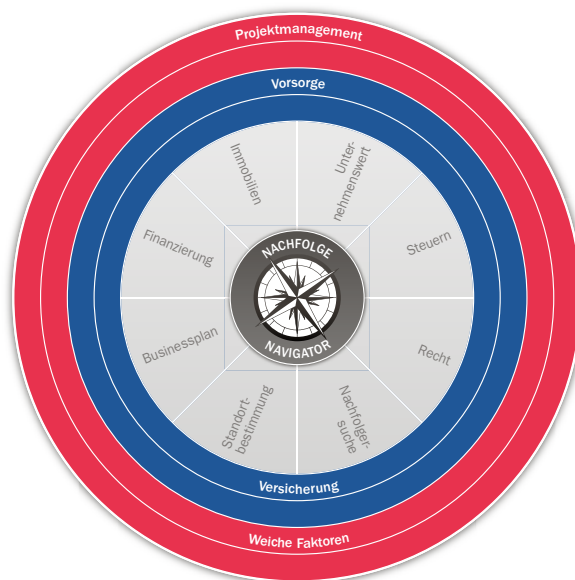 Projektmanagement
Vorsorge
Immobilien
Unter-
nehmenswert
Finanzierung
Steuern
NACHFOLGE
NAVIGATOR
Businessplan
Recht
Standort-
bestimmung
Nachfolger-
suche
Versicherung
Weiche Faktoren